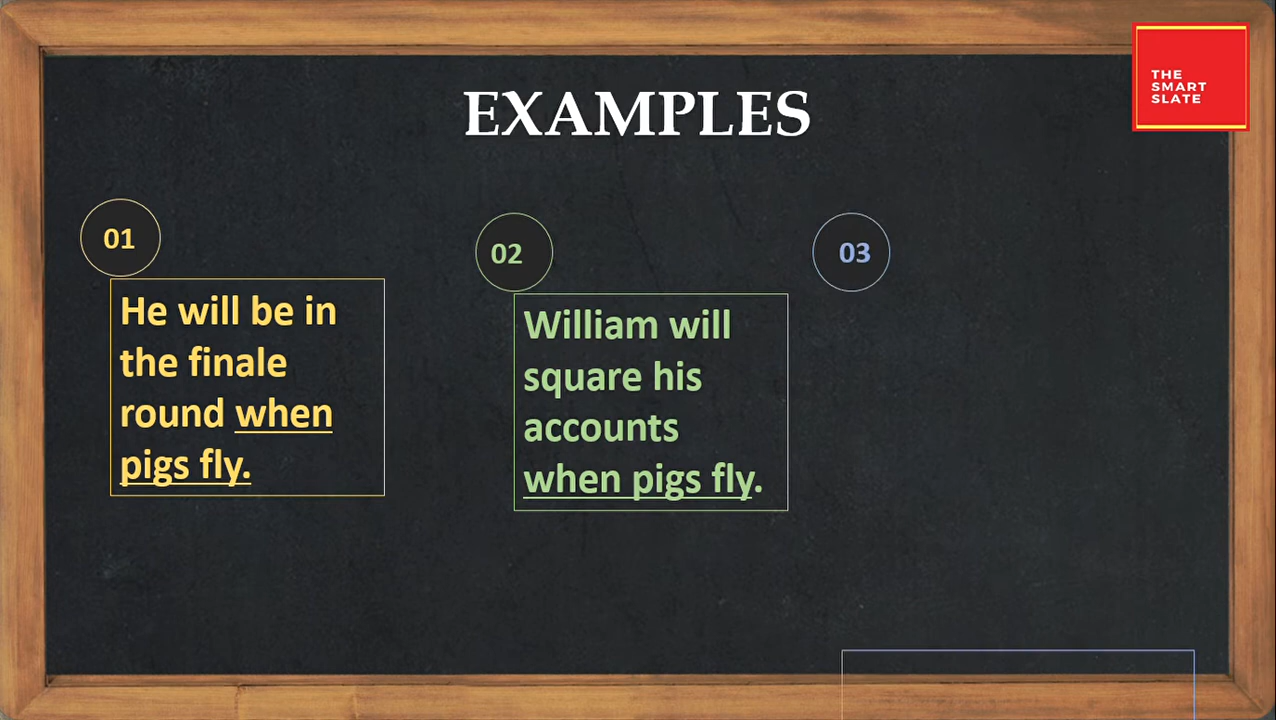 THE
SMART
SLATE
EXAMPLES
01
He will be in
the finale
round when
pigs fly.
02
William will
square his
accounts
when pigs fly.
03